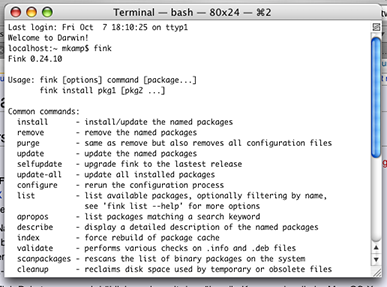 Terminal — bash — 80x24 — ⌘2
Last login: Fri Oct  7 18:10:25 on ttyp1
Welcome to Darwin!
localhost:~ mkamp$ fink
Fink 0.24.10
Usage: fink [options] command [package...]
       fink install pkg1 [pkg2 ...]
Common commands:
  install      - install/update the named packages
  remove       - remove the named packages
  purge        - same as remove but also removes all configuration files
  update       - update the named packages
  selfupdate   - upgrade fink to the lastest release
  update-all   - update all installed packages
  configure    - rerun the configuration process
  list         - list available packages, optionally filtering by name,
                 see 'fink list --help' for more options
  apropos      - list packages matching a search keyword
  describe     - display a detailed description of the named packages
  index        - force rebuild of package cache
  validate     - performs various checks on .info and .deb files
  scanpackages - rescans the list of binary packages on the system
  cleanup      - reclaims disk space used by temporary or obsolete files